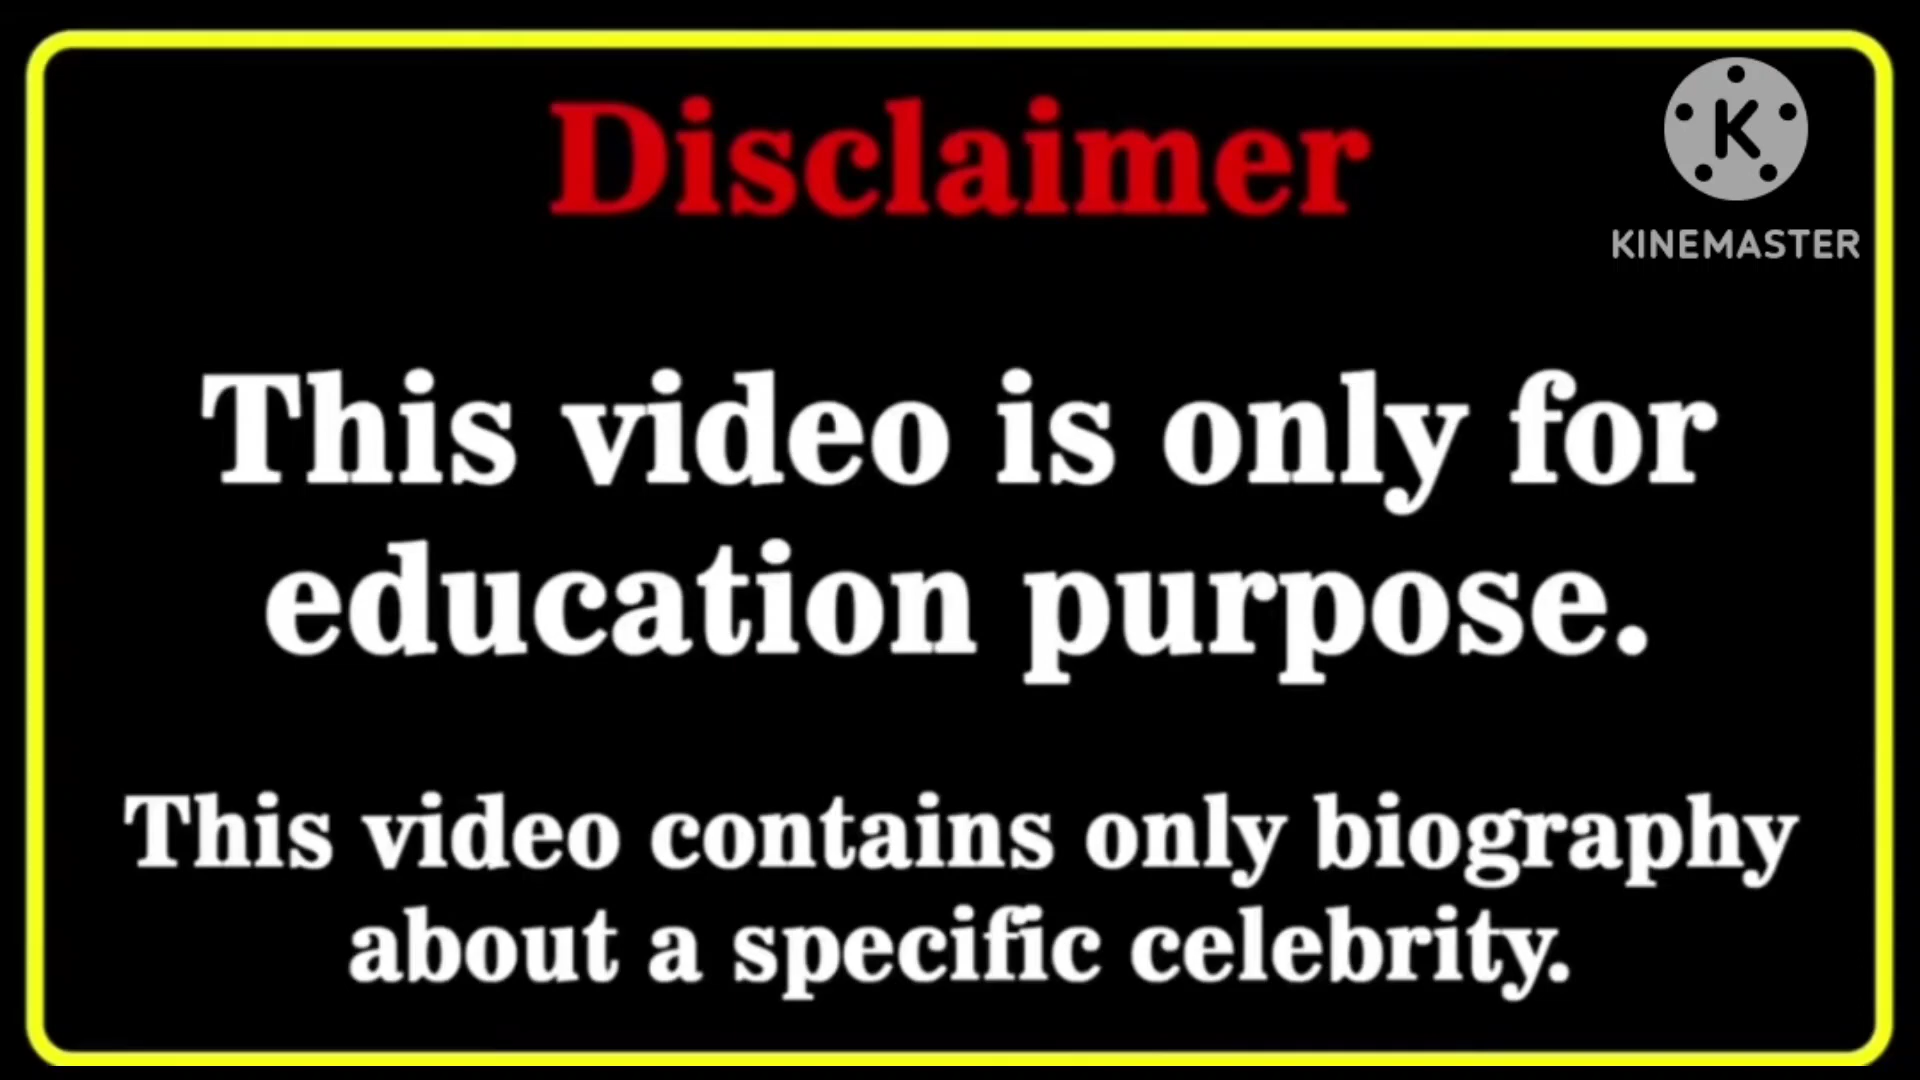 Disclaimer
K
KINEMASTER
This video is only for
education purpose.
This video contains only biography
about a specific celebrity.